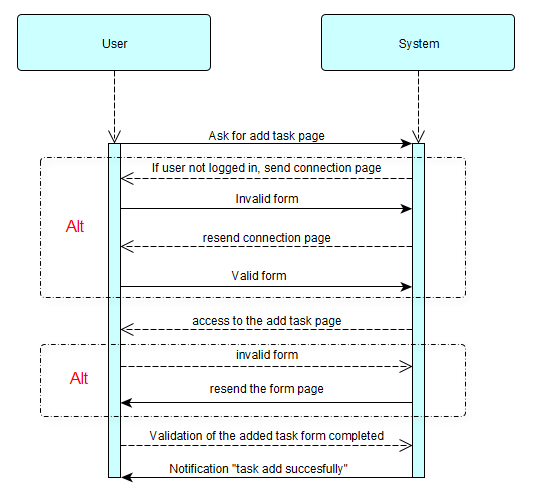 User
System
Ask for add task page
If user not logged in, send connection page
Invalid form
Alt
resend connection page
Valid form
access to the add task page
invalid form
Alt
resend the form page
Validation of the added task form completed
Notification "task add succesfully"